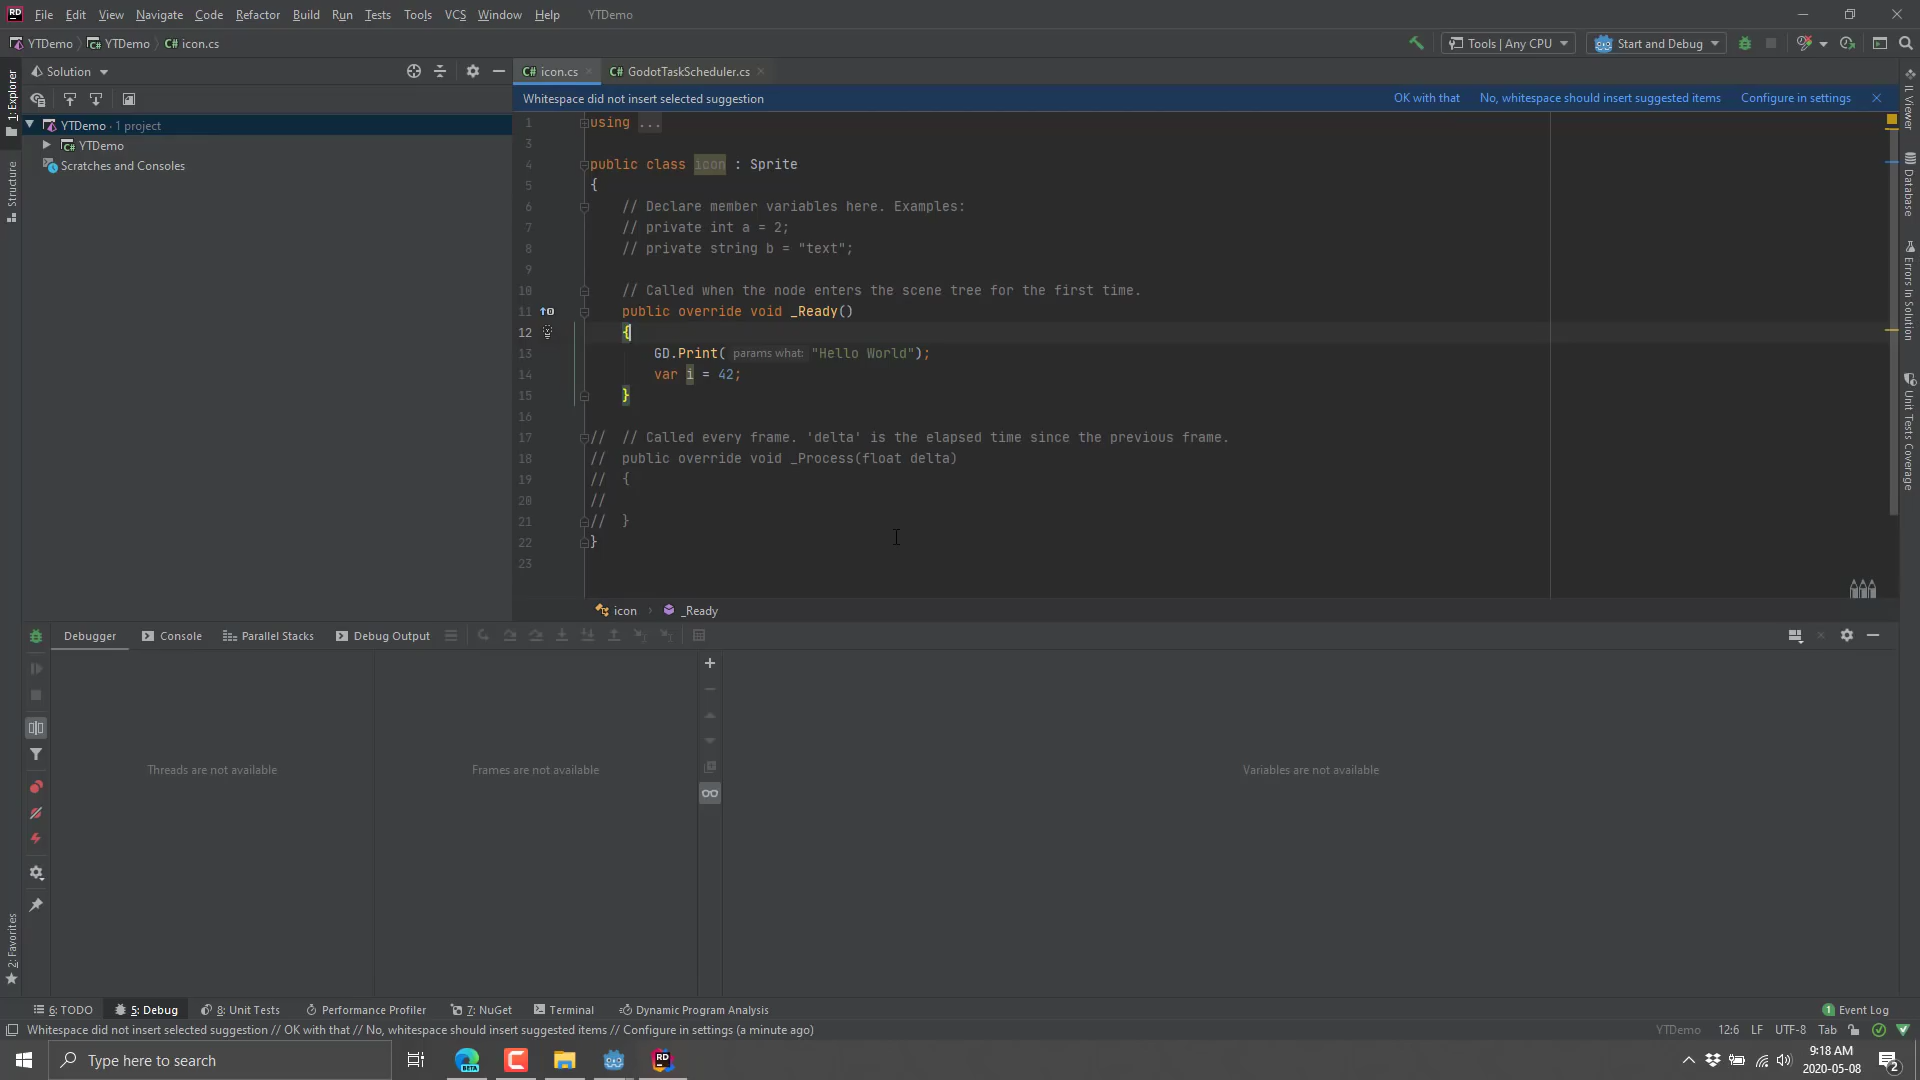 RD File Edit View Navigate Code Refactor Build Run Tests Tools VCS Window Help YTDemo
YTDemo YTDemo C# icon.cs Tools | Any CPU Start and Debug
Solution
C# icon.cs C# GodotTaskScheduler.cs
Whitespace did not insert selected suggestion OK with that No, whitespace should insert suggested items Configure in settings
YTDemo · 1 project
YTDemo
Scratches and Consoles
1: Explorer
Structure
2: Favorites
1 using ...
3
4 public class icon : Sprite
5 {
6 // Declare member variables here. Examples:
7 // private int a = 2;
8 // private string b = "text";
9
10 // Called when the node enters the scene tree for the first time.
11 public override void _Ready()
12 {
13 GD.Print( params what: "Hello World");
14 var i = 42;
15 }
16
17 // // Called every frame. 'delta' is the elapsed time since the previous frame.
18 // public override void _Process(float delta)
19 // {
20 //
21 // }
22 }
23
icon _Ready
IL Viewer
Database
Errors In Solution
Unit Tests Coverage
Debugger Console Parallel Stacks Debug Output
Threads are not available Frames are not available Variables are not available
6: TODO 5: Debug 8: Unit Tests Performance Profiler 7: NuGet Terminal Dynamic Program Analysis 1 Event Log
Whitespace did not insert selected suggestion // OK with that // No, whitespace should insert suggested items // Configure in settings (a minute ago) YTDemo 12:6 LF UTF-8 Tab
Type here to search BETA RD 9:18 AM
2020-05-08 2